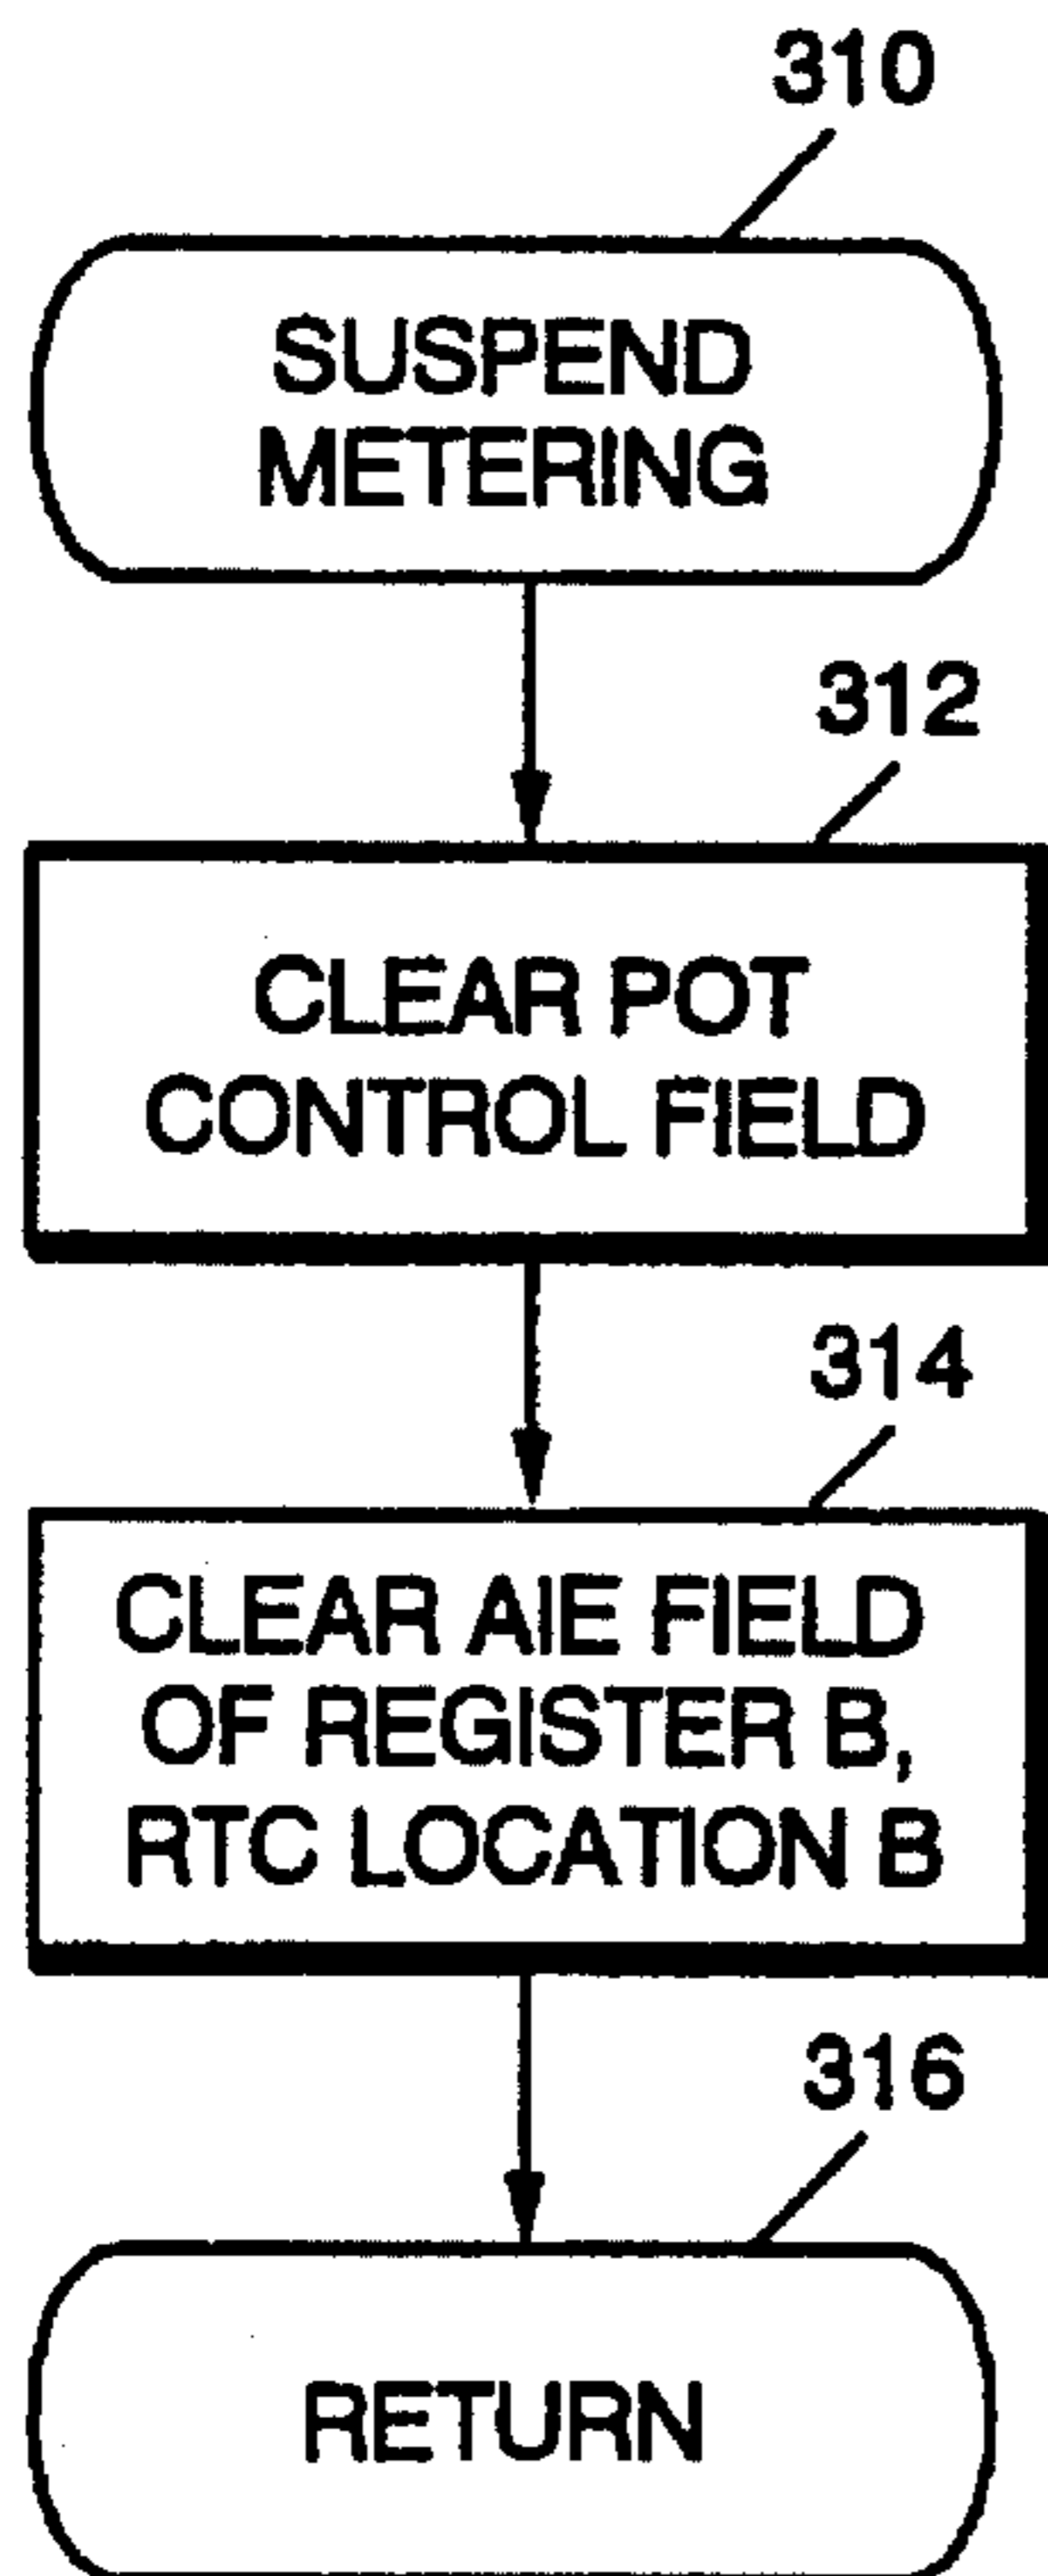 310
SUSPEND
METERING
312
CLEAR POT
CONTROL FIELD
314
CLEAR AIE FIELD
OF REGISTER B,
RTC LOCATION B
316
RETURN